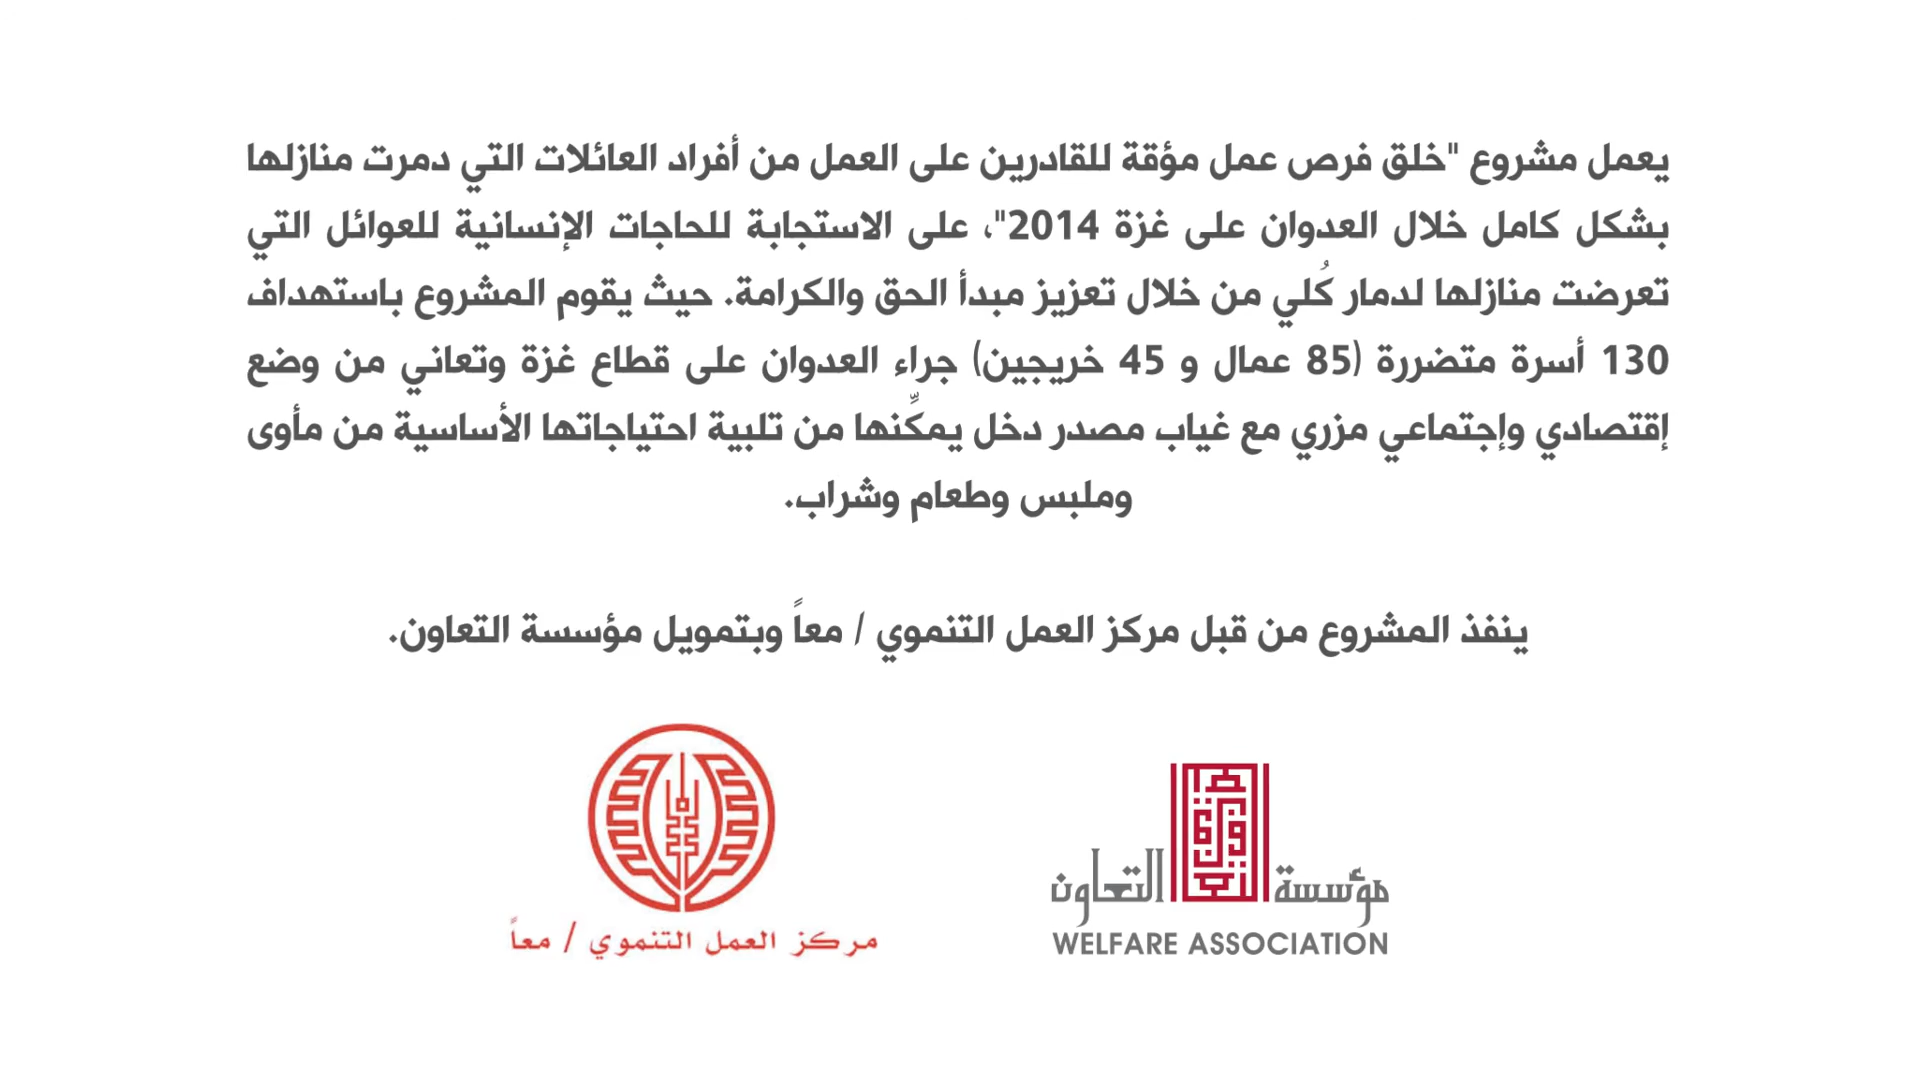 يعمل مشروع "خلق فرص عمل مؤقة للقادرين على العمل من أفراد العائلات التي دمرت منازلها
بشكل كامل خلال العدوان على غزة 2014"، على الاستجابة للحاجات الإنسانية للعوائل التي
تعرضت منازلها لدمار كُلي من خلال تعزيز مبدأ الحق والكرامة. حيث يقوم المشروع باستهداف
130 أسرة متضررة (85 عمال و 45 خريجين) جراء العدوان على قطاع غزة وتعاني من وضع
إقتصادي وإجتماعي مزري مع غياب مصدر دخل يمكِّنها من تلبية احتياجاتها الأساسية من مأوى
وملبس وطعام وشراب.
ينفذ المشروع من قبل مركز العمل التنموي / معاً وبتمويل مؤسسة التعاون.
مؤسسة التعاون
WELFARE ASSOCIATION
مركز العمل التنموي / معاً